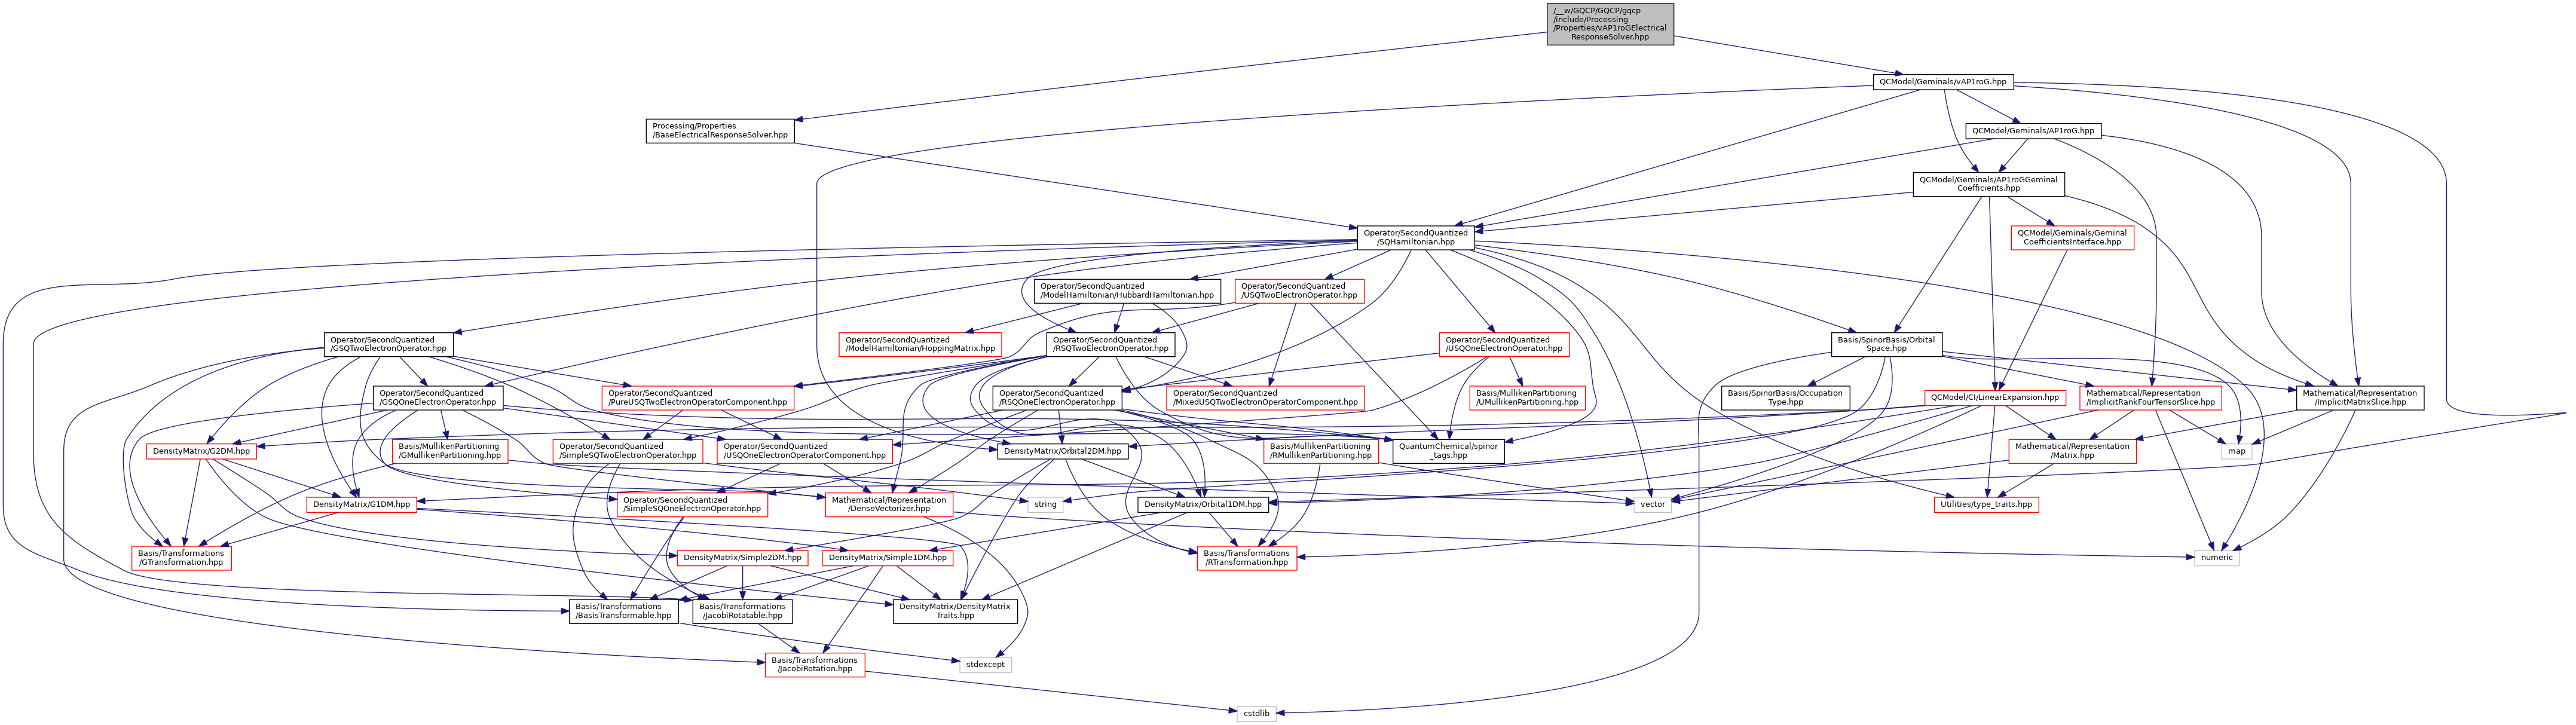 /__w/GQCP/GQCP/gqcp
/include/Processing
/Properties/vAP1roGElectrical
ResponseSolver.hpp
QCModel/Geminals/vAP1roG.hpp
Processing/Properties
/BaseElectricalResponseSolver.hpp
QCModel/Geminals/AP1roG.hpp
QCModel/Geminals/AP1roGGeminal
Coefficients.hpp
Operator/SecondQuantized
/SQHamiltonian.hpp
QCModel/Geminals/Geminal
CoefficientsInterface.hpp
Operator/SecondQuantized
/ModelHamiltonian/HubbardHamiltonian.hpp
Operator/SecondQuantized
/USQTwoElectronOperator.hpp
Operator/SecondQuantized
/GSQTwoElectronOperator.hpp
Operator/SecondQuantized
/ModelHamiltonian/HoppingMatrix.hpp
Operator/SecondQuantized
/RSQTwoElectronOperator.hpp
Operator/SecondQuantized
/USQOneElectronOperator.hpp
Basis/SpinorBasis/Orbital
Space.hpp
Operator/SecondQuantized
/GSQOneElectronOperator.hpp
Operator/SecondQuantized
/PureUSQTwoElectronOperatorComponent.hpp
Operator/SecondQuantized
/RSQOneElectronOperator.hpp
Operator/SecondQuantized
/MixedUSQTwoElectronOperatorComponent.hpp
Basis/MullikenPartitioning
/UMullikenPartitioning.hpp
Basis/SpinorBasis/Occupation
Type.hpp
QCModel/CI/LinearExpansion.hpp
Mathematical/Representation
/ImplicitRankFourTensorSlice.hpp
Mathematical/Representation
/ImplicitMatrixSlice.hpp
DensityMatrix/G2DM.hpp
Basis/MullikenPartitioning
/GMullikenPartitioning.hpp
Operator/SecondQuantized
/SimpleSQTwoElectronOperator.hpp
Operator/SecondQuantized
/USQOneElectronOperatorComponent.hpp
DensityMatrix/Orbital2DM.hpp
Basis/MullikenPartitioning
/RMullikenPartitioning.hpp
QuantumChemical/spinor
_tags.hpp
Mathematical/Representation
/Matrix.hpp
map
DensityMatrix/G1DM.hpp
Operator/SecondQuantized
/SimpleSQOneElectronOperator.hpp
Mathematical/Representation
/DenseVectorizer.hpp
string
DensityMatrix/Orbital1DM.hpp
vector
Utilities/type_traits.hpp
Basis/Transformations
/GTransformation.hpp
DensityMatrix/Simple2DM.hpp
DensityMatrix/Simple1DM.hpp
Basis/Transformations
/RTransformation.hpp
numeric
Basis/Transformations
/BasisTransformable.hpp
Basis/Transformations
/JacobiRotatable.hpp
DensityMatrix/DensityMatrix
Traits.hpp
Basis/Transformations
/JacobiRotation.hpp
stdexcept
cstdlib